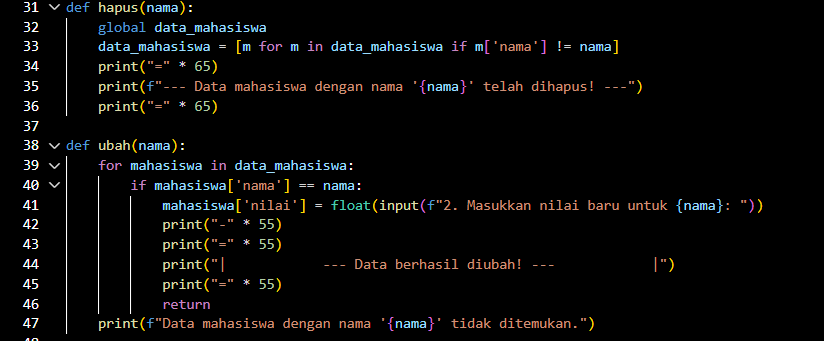 31 def hapus(nama):
32     global data_mahasiswa
33     data_mahasiswa = [m for m in data_mahasiswa if m['nama'] != nama]
34     print("=" * 65)
35     print(f"--- Data mahasiswa dengan nama '{nama}' telah dihapus! ---")
36     print("=" * 65)
37
38 def ubah(nama):
39     for mahasiswa in data_mahasiswa:
40         if mahasiswa['nama'] == nama:
41             mahasiswa['nilai'] = float(input(f"2. Masukkan nilai baru untuk {nama}: "))
42             print("-" * 55)
43             print("=" * 55)
44             print("|            --- Data berhasil diubah! ---            |")
45             print("=" * 55)
46             return
47     print(f"Data mahasiswa dengan nama '{nama}' tidak ditemukan.")